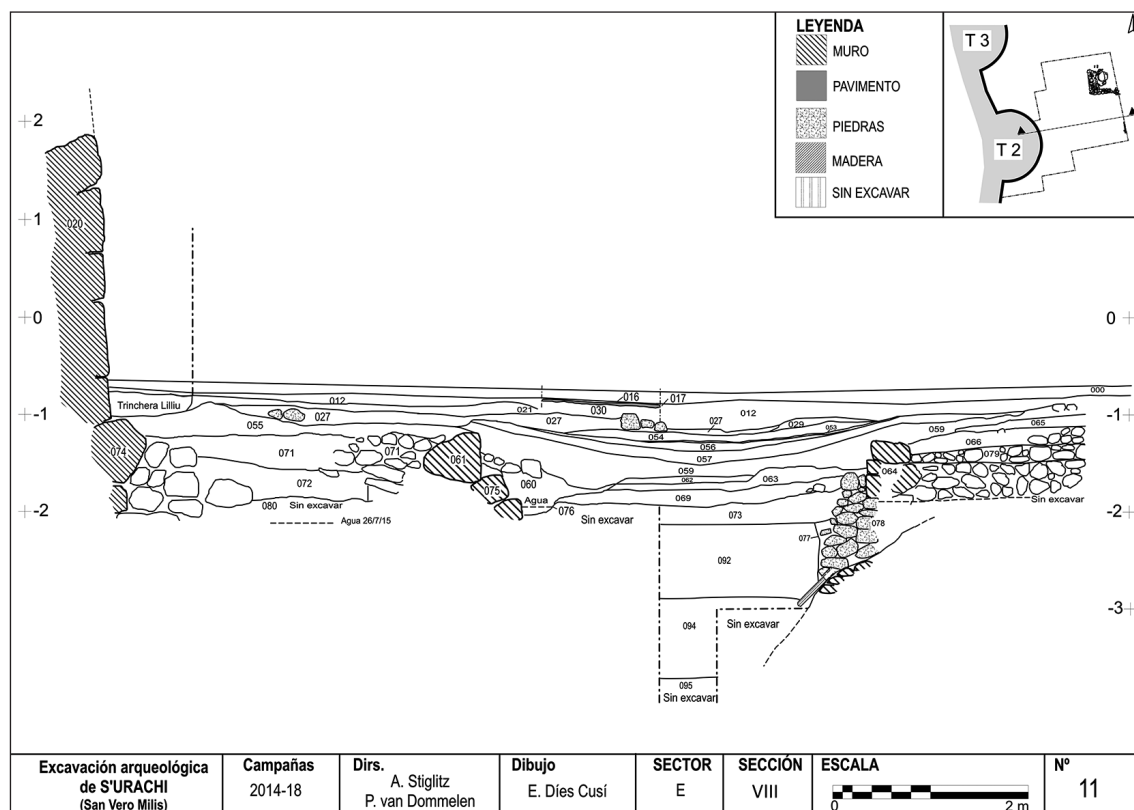 LEYENDA
MURO
PAVIMENTO
PIEDRAS
MADERA
SIN EXCAVAR
T 3
T 2
+2
+1
+0
-1
-2
0
-1
-2
-3
020
000
016
017
012
021
030
012
Trinchera Lilliu
027
027
027
029
053
054
055
056
057
059
065
059
066
079
074
071
071
061
060
062
063
064
072
075
069
Agua
076
Sin excavar
073
078
077
080
Sin excavar
Agua 26/7/15
Sin excavar
092
094
Sin excavar
095
Sin excavar
Excavación arqueológica
de S'URACHI
(San Vero Milis)
Campañas
2014-18
Dirs.
A. Stiglitz
P. van Dommelen
Dibujo
E. Díes Cusí
SECTOR
E
SECCIÓN
VIII
ESCALA
0 2 m
Nº
11